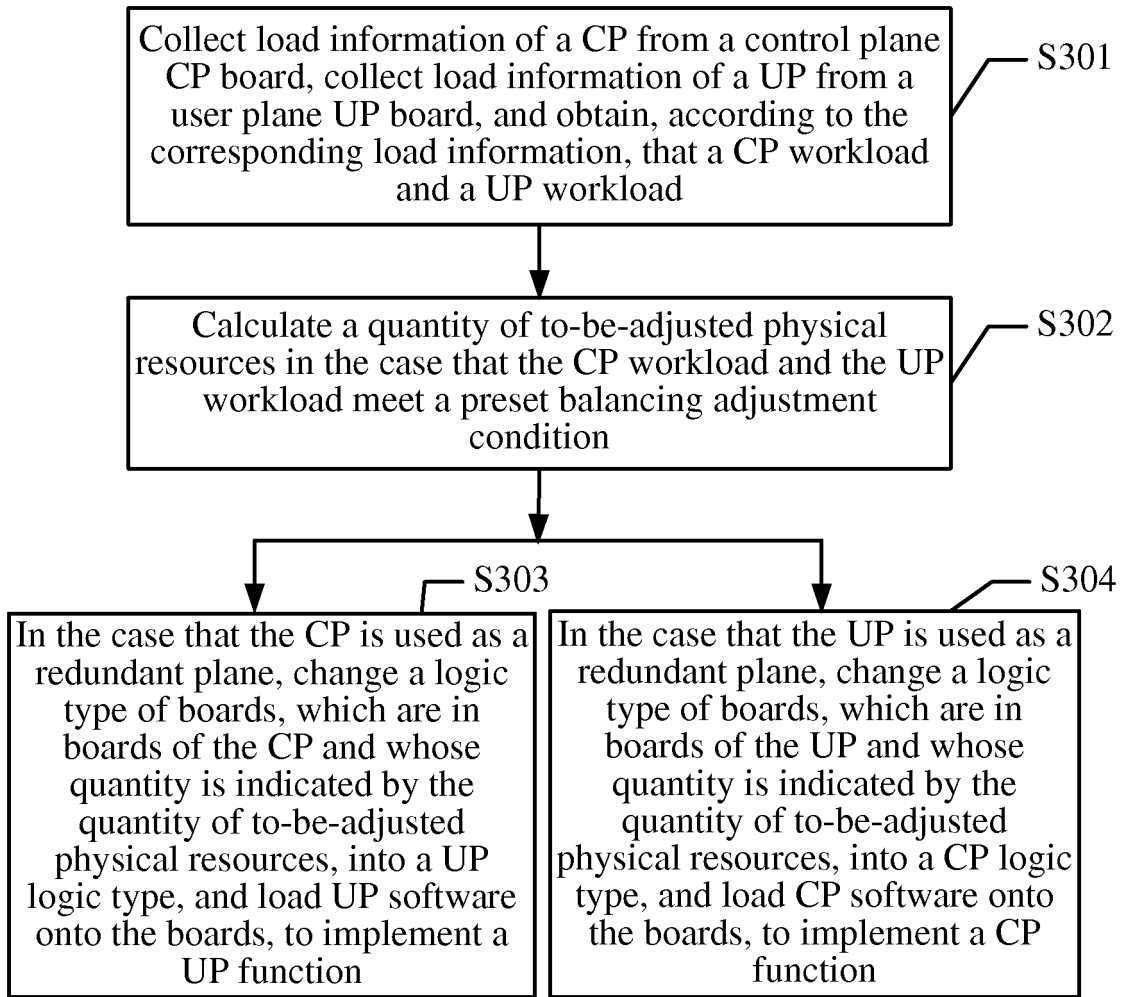 Collect load information of a CP from a control plane
CP board, collect load information of a UP from a
user plane UP board, and obtain, according to the
corresponding load information, that a CP workload
and a UP workload
S301
Calculate a quantity of to-be-adjusted physical
resources in the case that the CP workload and the UP
workload meet a preset balancing adjustment
condition
S302
S303
In the case that the CP is used as a
redundant plane, change a logic
type of boards, which are in
boards of the CP and whose
quantity is indicated by the
quantity of to-be-adjusted
physical resources, into a UP
logic type, and load UP software
onto the boards, to implement a
UP function
S304
In the case that the UP is used as a
redundant plane, change a logic
type of boards, which are in
boards of the UP and whose
quantity is indicated by the
quantity of to-be-adjusted
physical resources, into a CP logic
type, and load CP software onto
the boards, to implement a CP
function